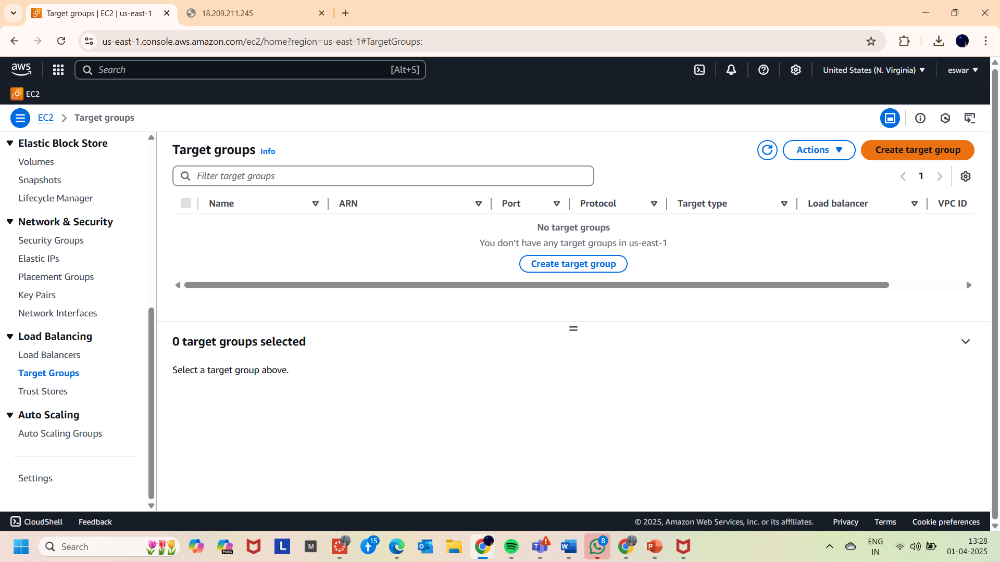 Target groups | EC2 | us-east-1
18.209.211.245
us-east-1.console.aws.amazon.com/ec2/home?region=us-east-1#TargetGroups:
aws
Search [Alt+S]
United States (N. Virginia)
eswar
EC2
EC2 > Target groups
Elastic Block Store
Volumes
Snapshots
Lifecycle Manager
Network & Security
Security Groups
Elastic IPs
Placement Groups
Key Pairs
Network Interfaces
Load Balancing
Load Balancers
Target Groups
Trust Stores
Auto Scaling
Auto Scaling Groups
Settings
Target groups Info
Actions
Create target group
Filter target groups
1
Name ARN Port Protocol Target type Load balancer VPC ID
No target groups
You don't have any target groups in us-east-1
Create target group
0 target groups selected
Select a target group above.
CloudShell Feedback © 2025, Amazon Web Services, Inc. or its affiliates. Privacy Terms Cookie preferences
Search
M365
L
M
15
8
ENG
IN
13:28
01-04-2025